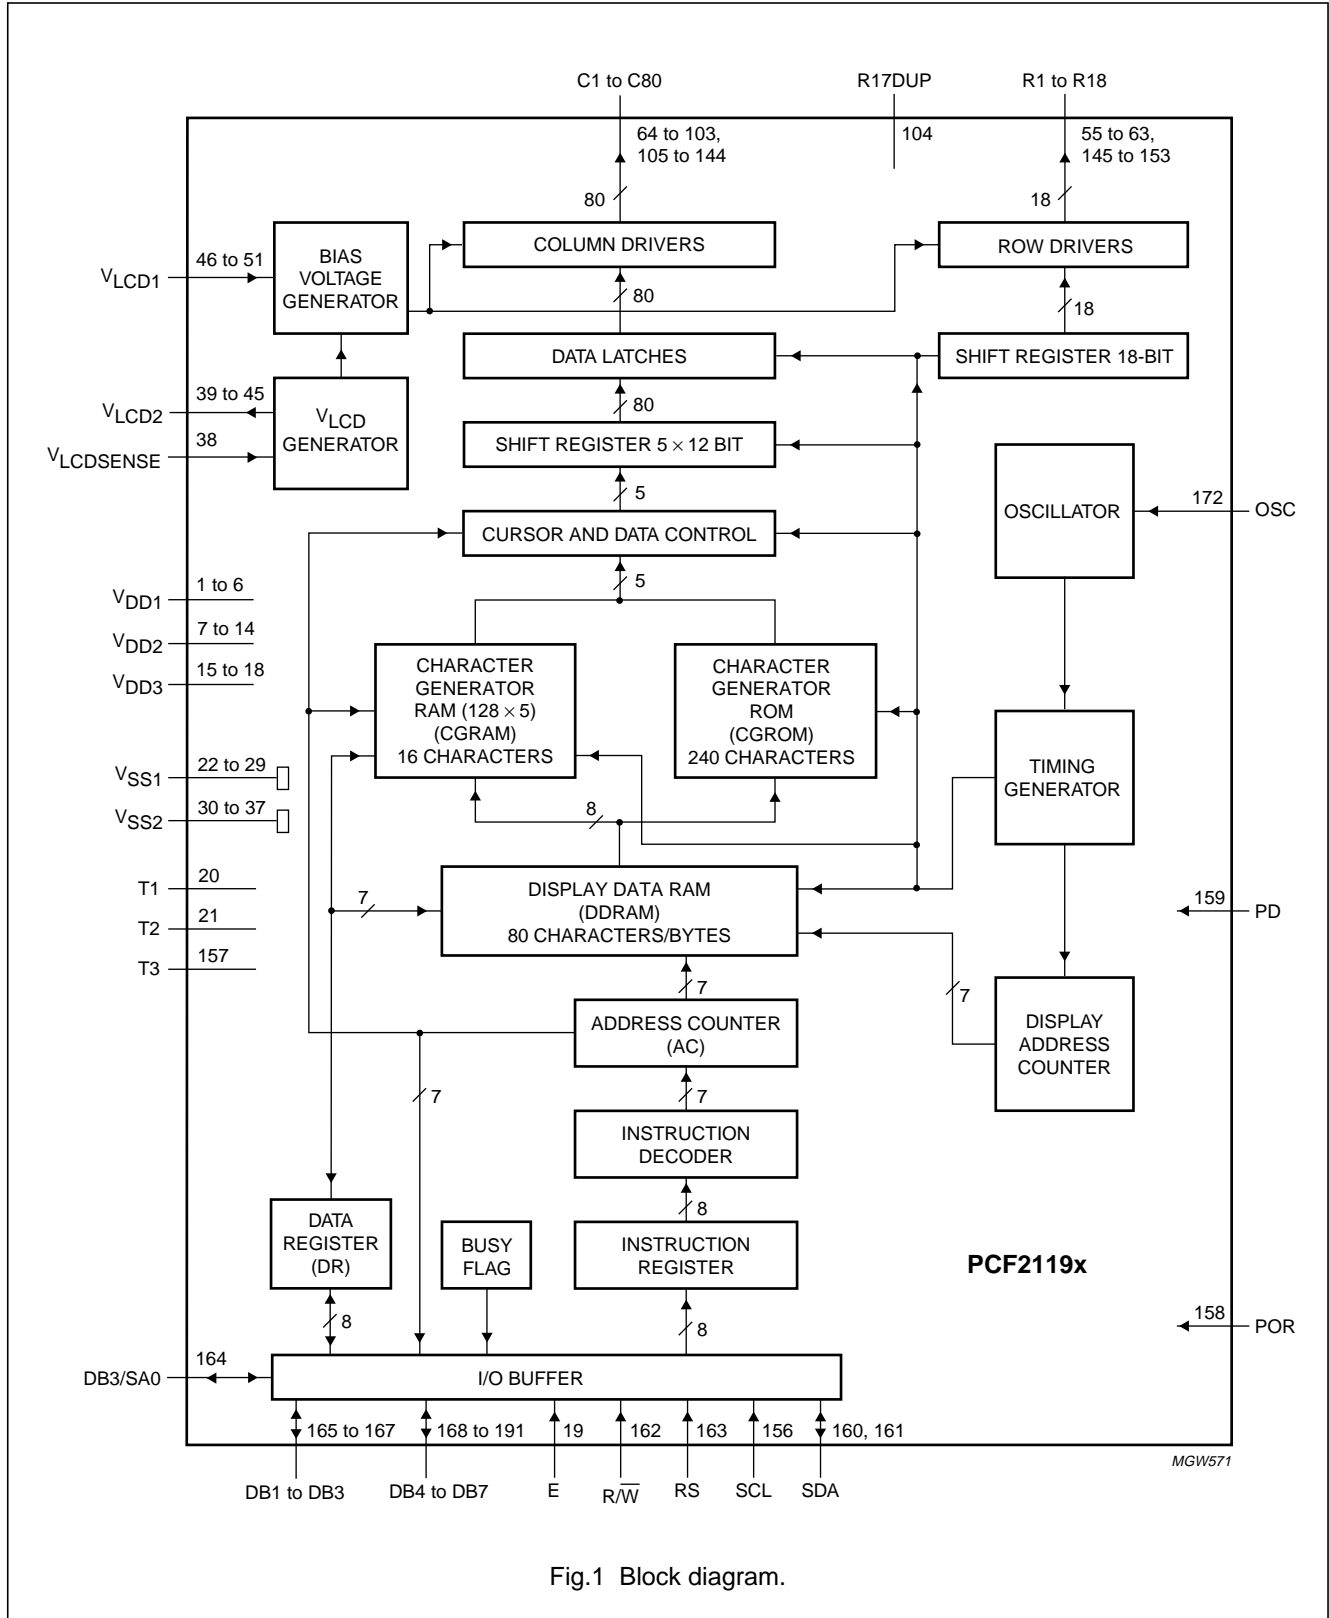 C1 to C80
R17DUP
R1 to R18
64 to 103,
105 to 144
104
55 to 63,
145 to 153
80
18
VLCD1
46 to 51
BIAS
VOLTAGE
GENERATOR
COLUMN DRIVERS
ROW DRIVERS
80
18
DATA LATCHES
SHIFT REGISTER 18-BIT
VLCD2
39 to 45
VLCD
GENERATOR
80
VLCDSENSE
38
SHIFT REGISTER 5 × 12 BIT
5
OSCILLATOR
172
OSC
CURSOR AND DATA CONTROL
5
VDD1
1 to 6
VDD2
7 to 14
VDD3
15 to 18
CHARACTER
GENERATOR
RAM (128 × 5)
(CGRAM)
16 CHARACTERS
CHARACTER
GENERATOR
ROM
(CGROM)
240 CHARACTERS
TIMING
GENERATOR
VSS1
22 to 29
VSS2
30 to 37
8
T1
20
T2
21
T3
157
7
DISPLAY DATA RAM
(DDRAM)
80 CHARACTERS/BYTES
159
PD
7
7
ADDRESS COUNTER
(AC)
DISPLAY
ADDRESS
COUNTER
7
7
INSTRUCTION
DECODER
8
DATA
REGISTER
(DR)
BUSY
FLAG
INSTRUCTION
REGISTER
PCF2119x
8
8
158
POR
DB3/SA0
164
I/O BUFFER
165 to 167
168 to 191
19
162
163
156
160, 161
MGW571
DB1 to DB3
DB4 to DB7
E
R/W̅
RS
SCL
SDA
Fig.1 Block diagram.